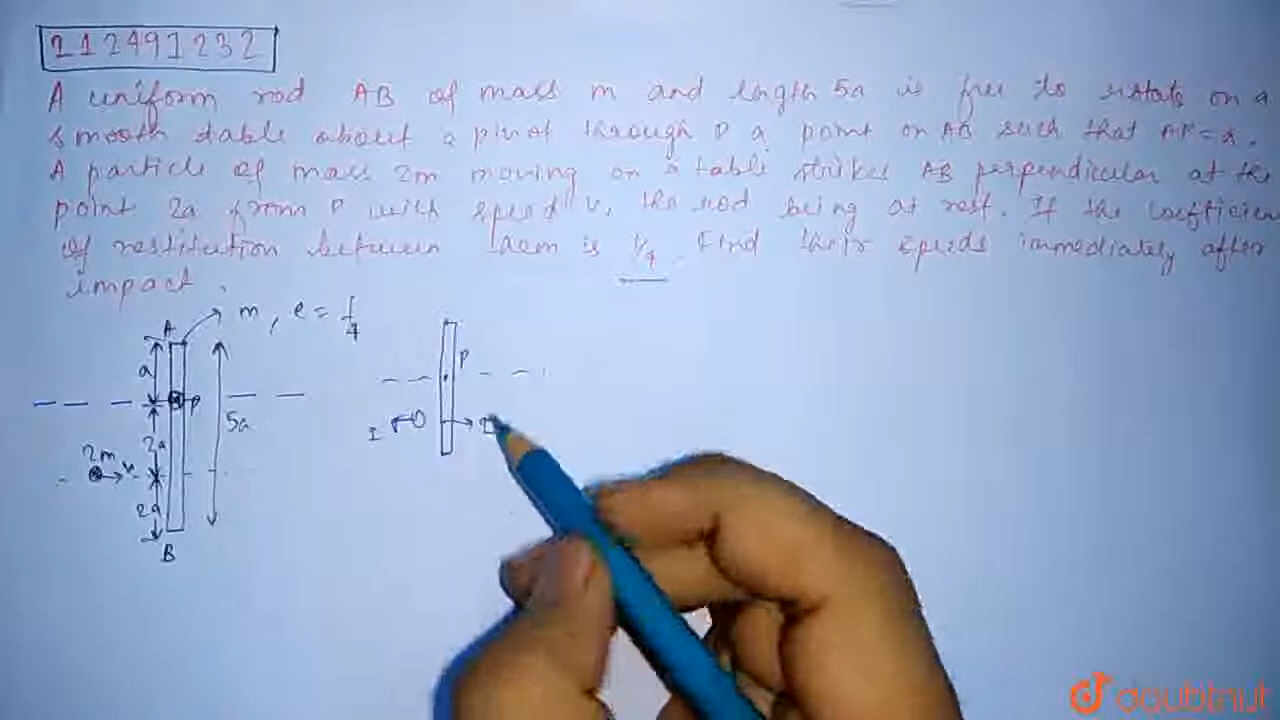 112491232
A uniform rod AB of mass m and length 5a is free to rotate on a
smooth table about a pivot through P a point on AB such that AP = a.
A particle of mass 2m moving on a table strikes AB perpendicular at the
point 2a from P with speed v, the rod being at rest. If the coefficien
of restitution between them is 1/4. Find their speeds immediately after
impact.
A
m, e = 1/4
a
P
P
5a
2a
I
2m
v
2a
B
doubtnut